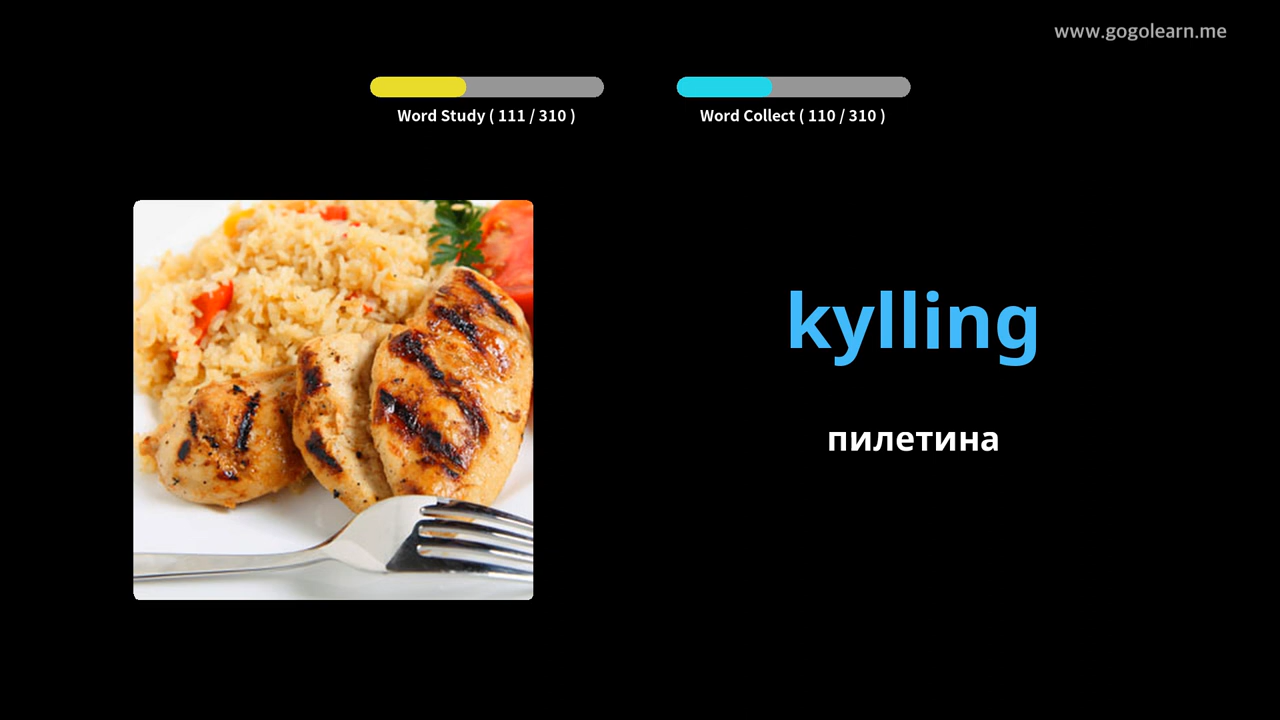 www.gogolearn.me
Word Study ( 111 / 310 )
Word Collect ( 110 / 310 )
kylling
пилетина